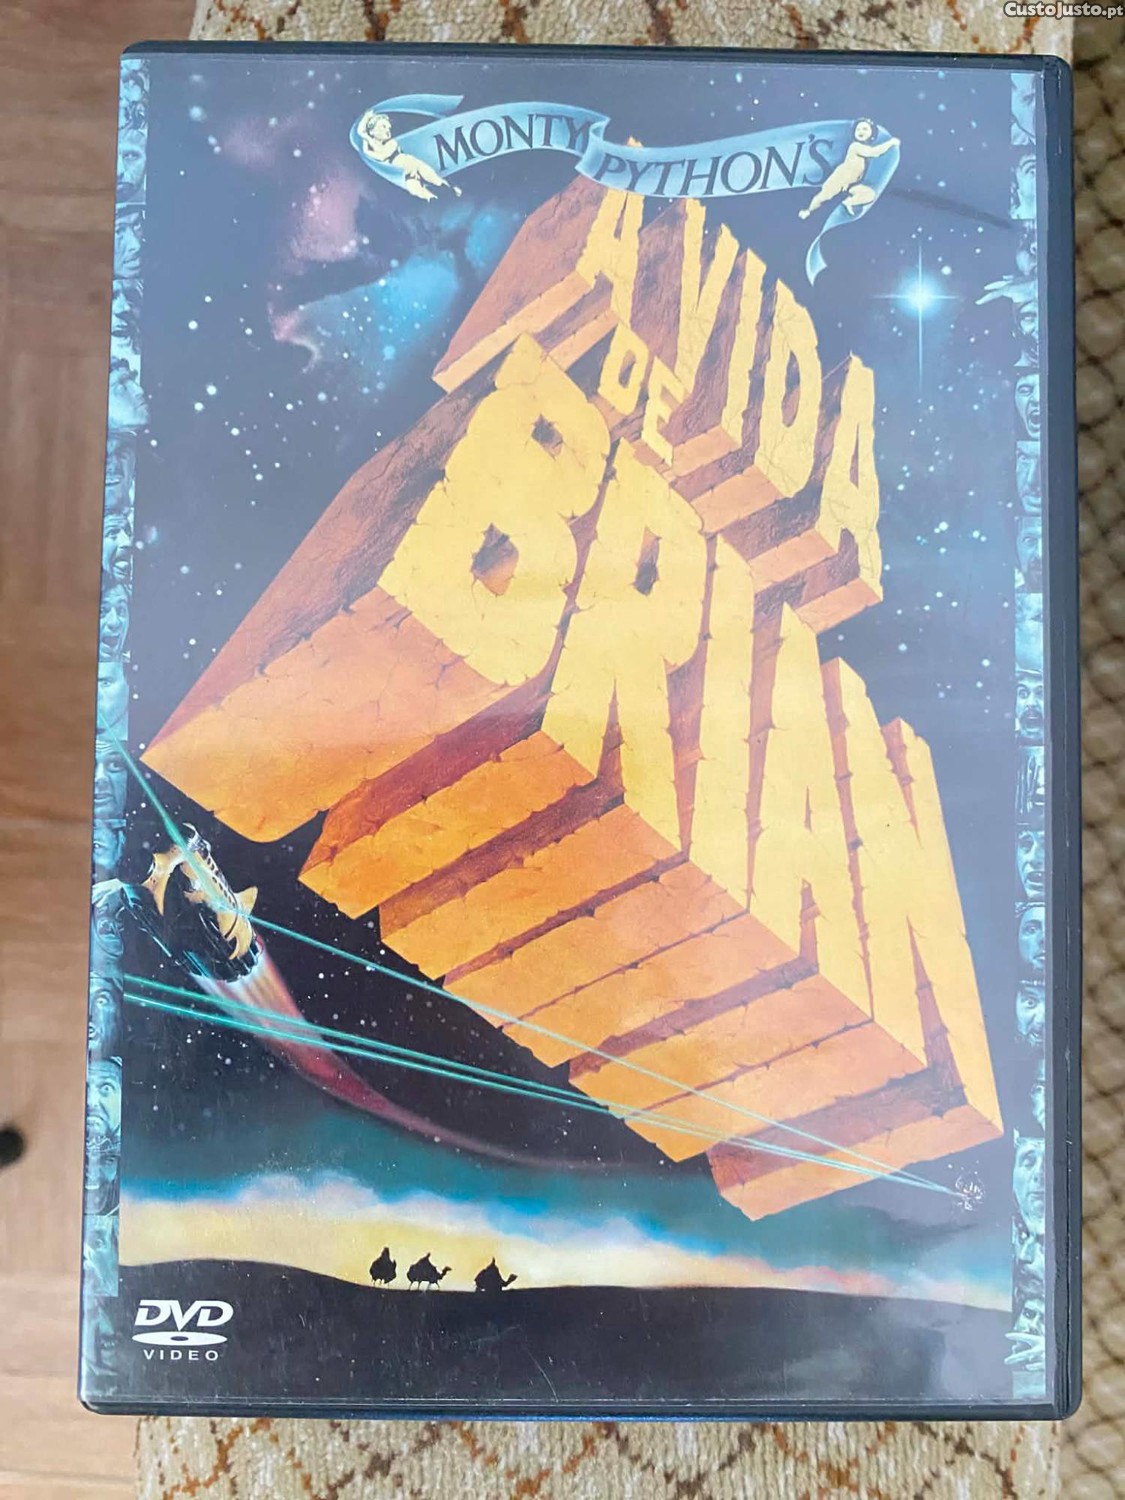 CustoJusto.pt
MONTY PYTHON'S
A VIDA
DE
BRIAN
DVD
VIDEO